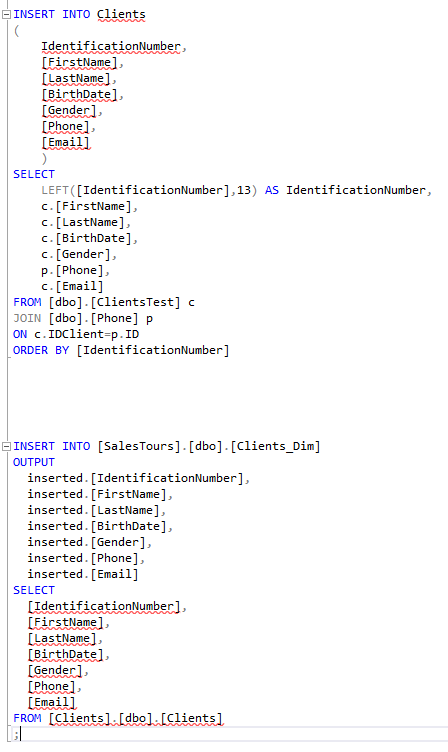 INSERT INTO Clients
(
    IdentificationNumber,
    [FirstName],
    [LastName],
    [BirthDate],
    [Gender],
    [Phone],
    [Email]
    )
SELECT
    LEFT([IdentificationNumber],13) AS IdentificationNumber,
    c.[FirstName],
    c.[LastName],
    c.[BirthDate],
    c.[Gender],
    p.[Phone],
    c.[Email]
FROM [dbo].[ClientsTest] c
JOIN [dbo].[Phone] p
ON c.IDClient=p.ID
ORDER BY [IdentificationNumber]
INSERT INTO [SalesTours].[dbo].[Clients_Dim]
OUTPUT
  inserted.[IdentificationNumber],
  inserted.[FirstName],
  inserted.[LastName],
  inserted.[BirthDate],
  inserted.[Gender],
  inserted.[Phone],
  inserted.[Email]
SELECT
  [IdentificationNumber],
  [FirstName],
  [LastName],
  [BirthDate],
  [Gender],
  [Phone],
  [Email]
FROM [Clients].[dbo].[Clients]
;